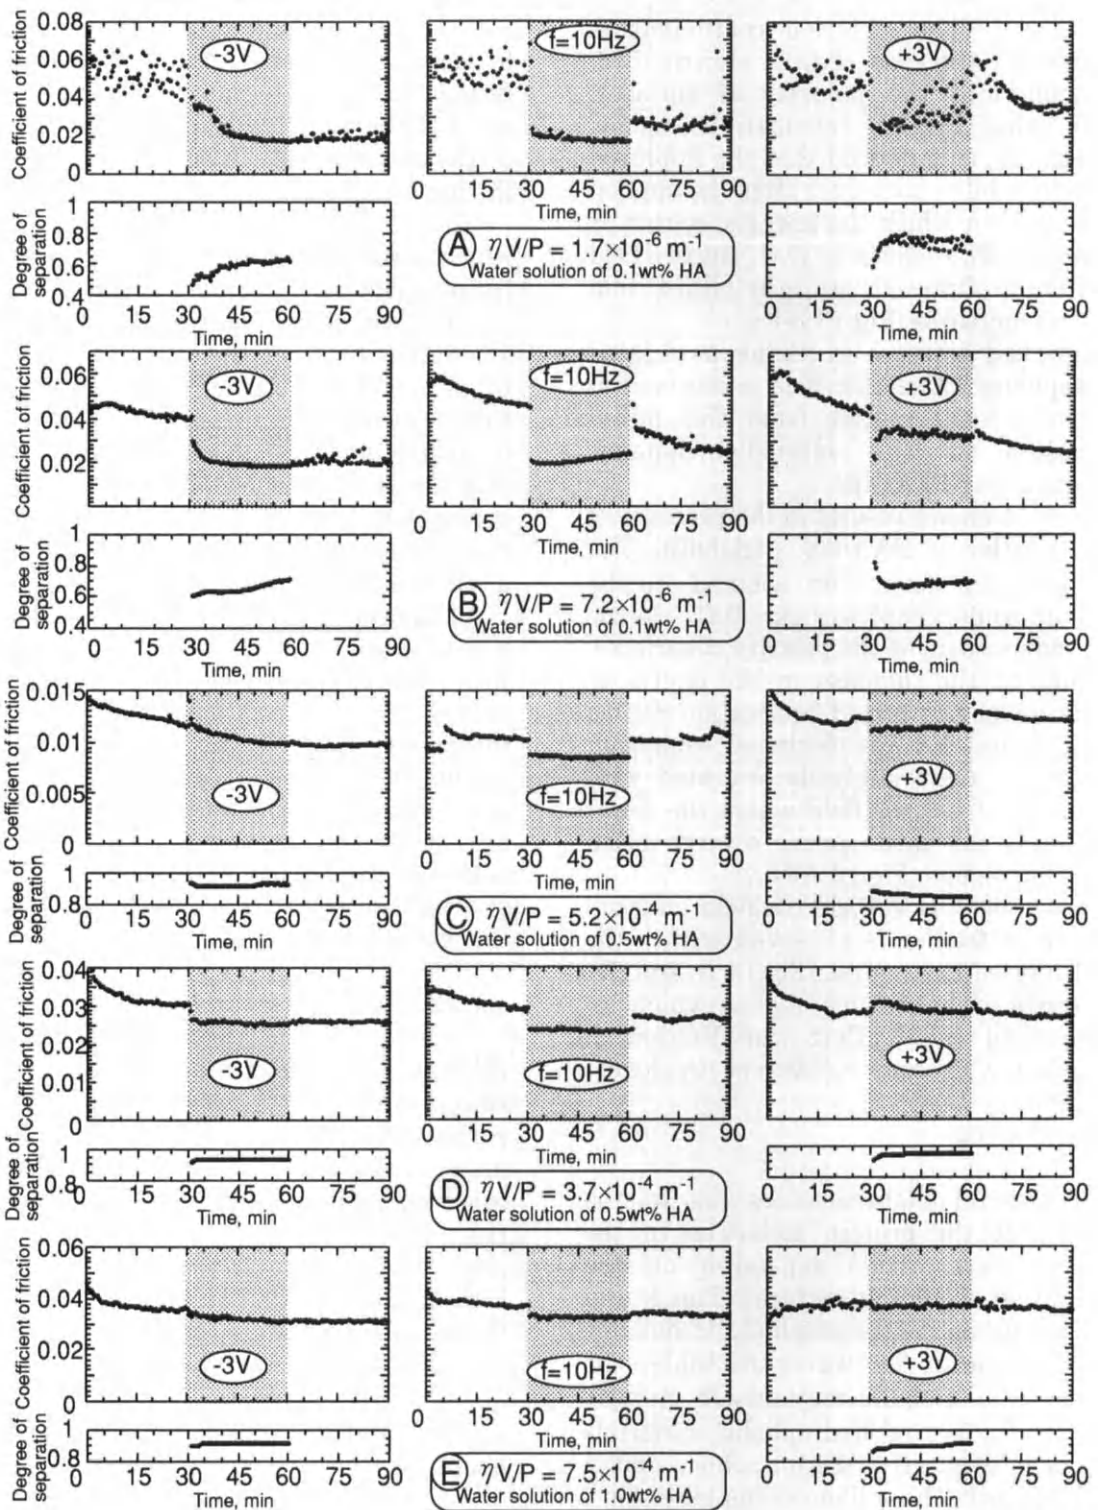 Coefficient of friction
0.08
0.06
0.04
0.02
0
-3V
f=10Hz
+3V
0 15 30 45 60 75 90
Time, min
Degree of separation
1
0.8
0.6
0.4
0 15 30 45 60 75 90
Time, min
0 15 30 45 60 75 90
Time, min
A ηV/P = 1.7×10⁻⁶ m⁻¹
Water solution of 0.1wt% HA
Coefficient of friction
0.06
0.04
0.02
-3V
f=10Hz
+3V
0 15 30 45 60 75 90
Time, min
Degree of separation
1
0.8
0.6
0.4
0 15 30 45 60 75 90
Time, min
0 15 30 45 60 75 90
Time, min
B ηV/P = 7.2×10⁻⁶ m⁻¹
Water solution of 0.1wt% HA
Coefficient of friction
0.015
0.01
0.005
0
-3V
f=10Hz
+3V
0 15 30 45 60 75 90
Time, min
Degree of separation
1
0.8
0 15 30 45 60 75 90
Time, min
0 15 30 45 60 75 90
Time, min
C ηV/P = 5.2×10⁻⁴ m⁻¹
Water solution of 0.5wt% HA
Coefficient of friction
0.04
0.03
0.02
0.01
0
-3V
f=10Hz
+3V
0 15 30 45 60 75 90
Time, min
Degree of separation
1
0.8
0 15 30 45 60 75 90
Time, min
0 15 30 45 60 75 90
Time, min
D ηV/P = 3.7×10⁻⁴ m⁻¹
Water solution of 0.5wt% HA
Coefficient of friction
0.06
0.04
0.02
0
-3V
f=10Hz
+3V
0 15 30 45 60 75 90
Time, min
Degree of separation
1
0.8
0 15 30 45 60 75 90
Time, min
0 15 30 45 60 75 90
Time, min
E ηV/P = 7.5×10⁻⁴ m⁻¹
Water solution of 1.0wt% HA